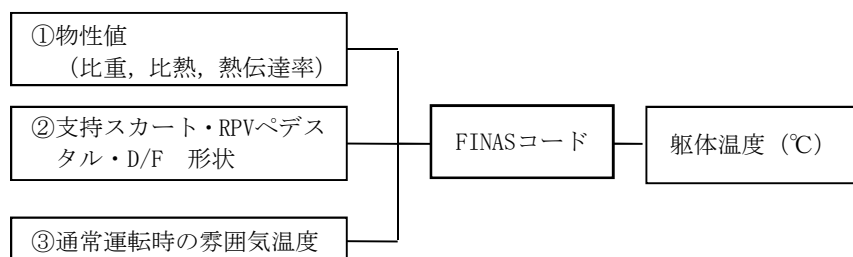 ①物性値
(比重，比熱，熱伝達率)
②支持スカート・RPVペデス
タル・D/F　形状
③通常運転時の雰囲気温度
FINASコード
躯体温度（℃）